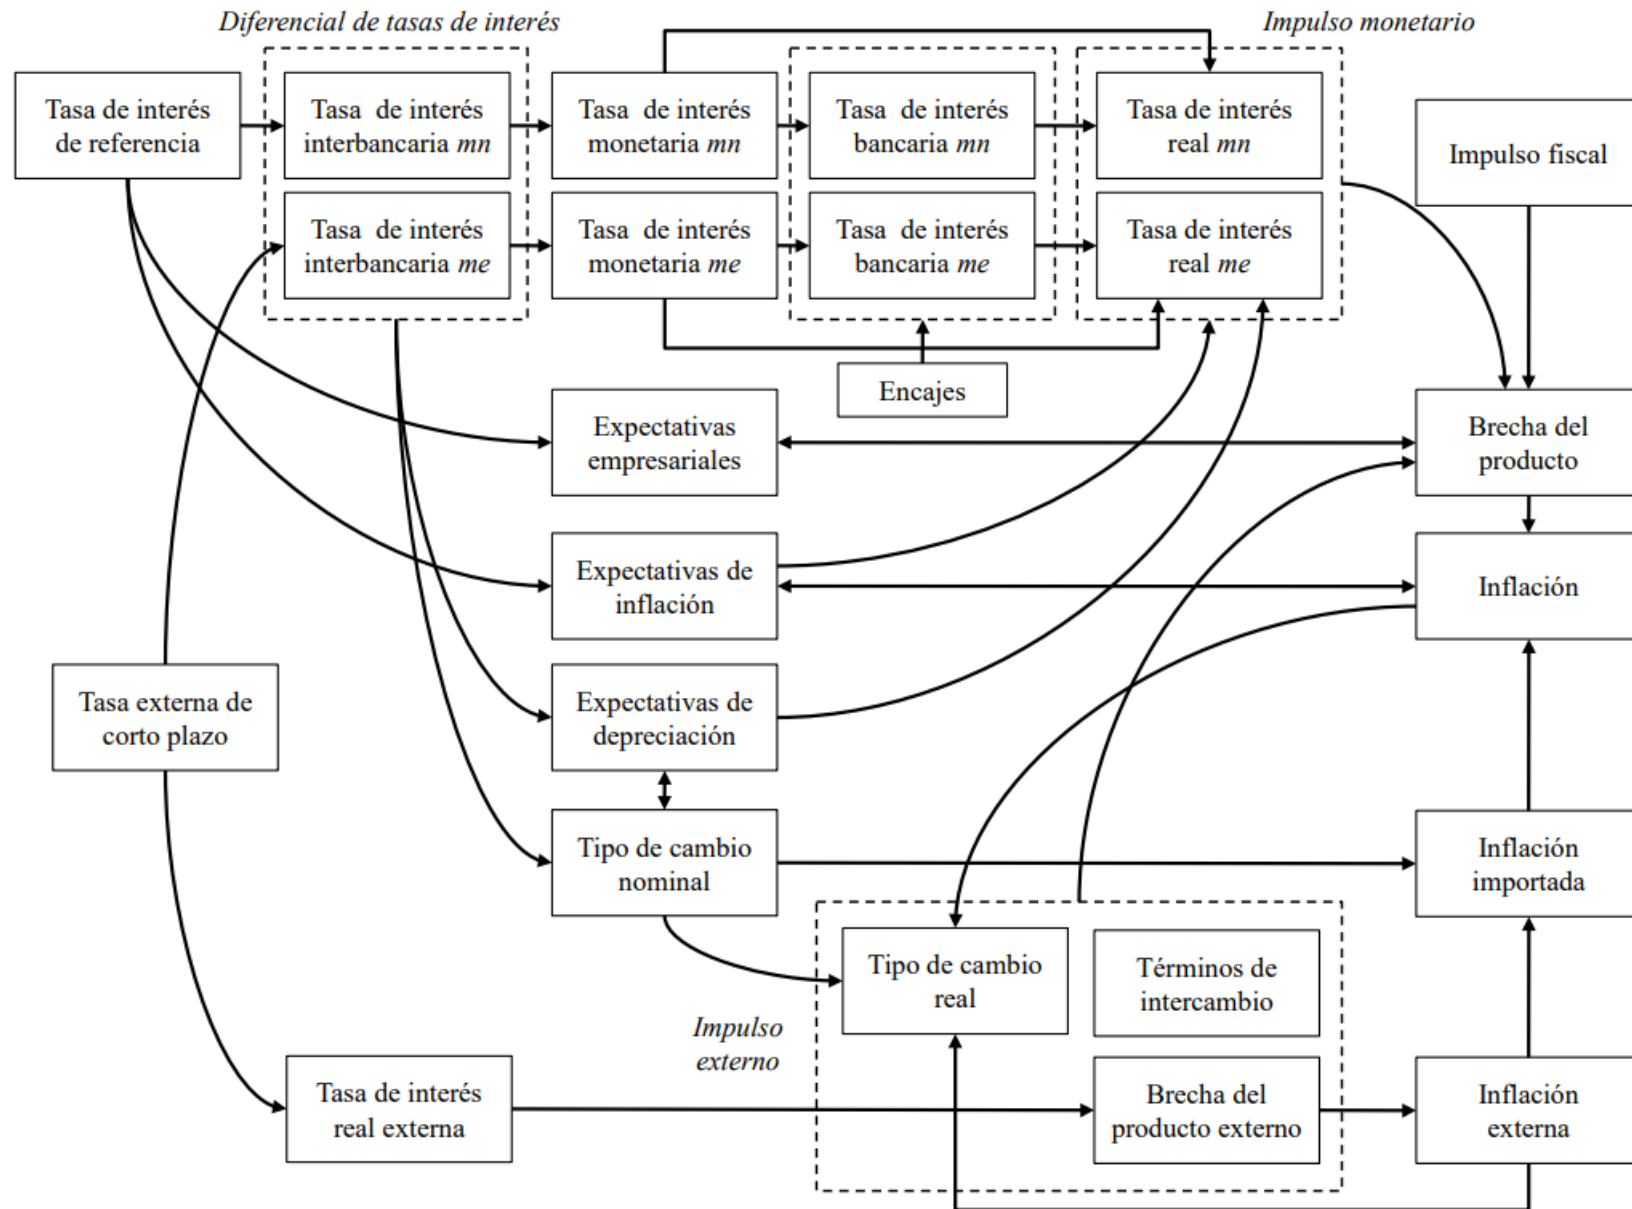 Diferencial de tasas de interés
Impulso monetario
Tasa de interés
de referencia
Tasa de interés
interbancaria mn
Tasa de interés
monetaria mn
Tasa de interés
bancaria mn
Tasa de interés
real mn
Impulso fiscal
Tasa de interés
interbancaria me
Tasa de interés
monetaria me
Tasa de interés
bancaria me
Tasa de interés
real me
Encajes
Expectativas
empresariales
Brecha del
producto
Expectativas de
inflación
Inflación
Tasa externa de
corto plazo
Expectativas de
depreciación
Tipo de cambio
nominal
Inflación
importada
Tipo de cambio
real
Términos de
intercambio
Impulso
externo
Tasa de interés
real externa
Brecha del
producto externo
Inflación
externa